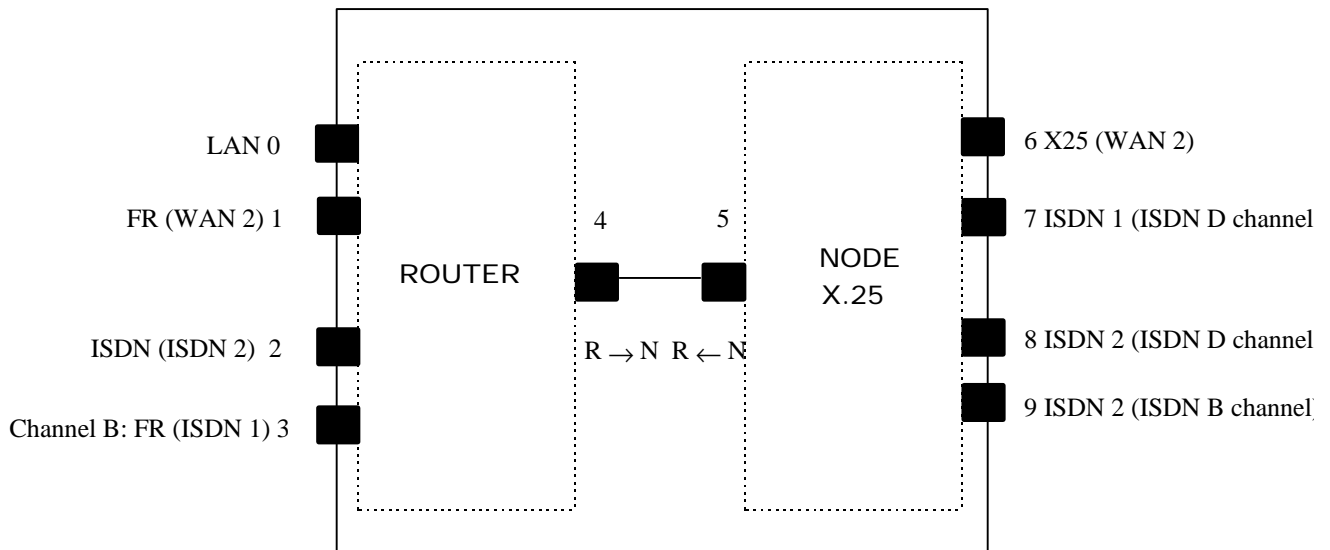 LAN 0
FR (WAN 2) 1
ISDN (ISDN 2) 2
Channel B: FR (ISDN 1) 3
ROUTER
4
5
R → N
R ← N
NODE
X.25
6 X25 (WAN 2)
7 ISDN 1 (ISDN D channel
8 ISDN 2 (ISDN D channel
9 ISDN 2 (ISDN B channel)